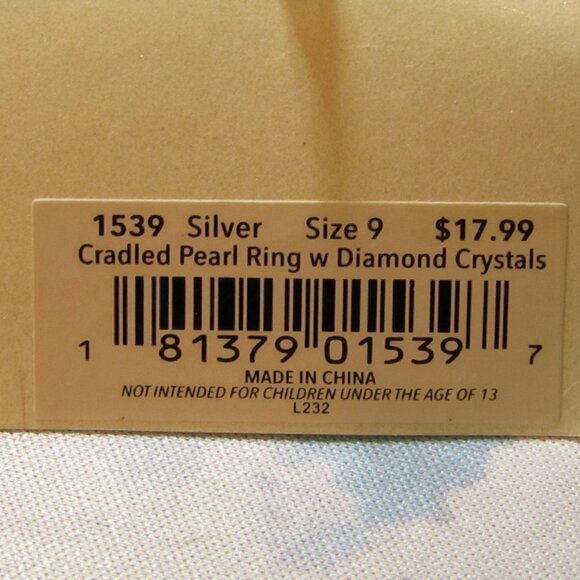 1539 Silver Size 9 $17.99
Cradled Pearl Ring w Diamond Crystals
1 81379 01539 7
MADE IN CHINA
NOT INTENDED FOR CHILDREN UNDER THE AGE OF 13
L232